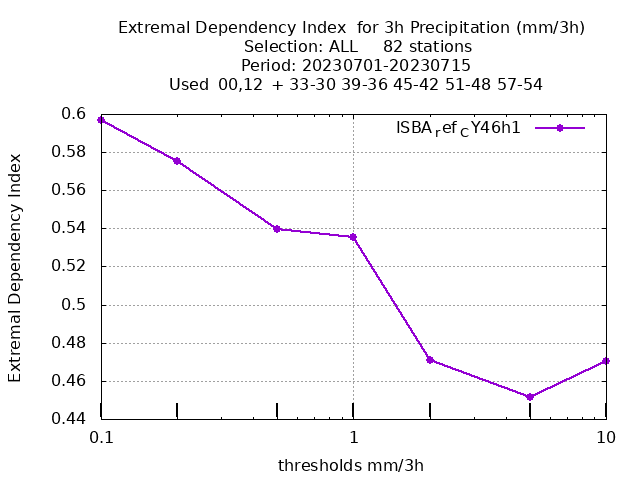 Extremal Dependency Index  for 3h Precipitation (mm/3h)
Selection: ALL     82 stations
Period: 20230701-20230715
Used  00,12  + 33-30 39-36 45-42 51-48 57-54
ISBArefCY46h1
0.6
0.58
0.56
0.54
0.52
0.5
0.48
0.46
0.44
Extremal Dependency Index
0.1
1
10
thresholds mm/3h